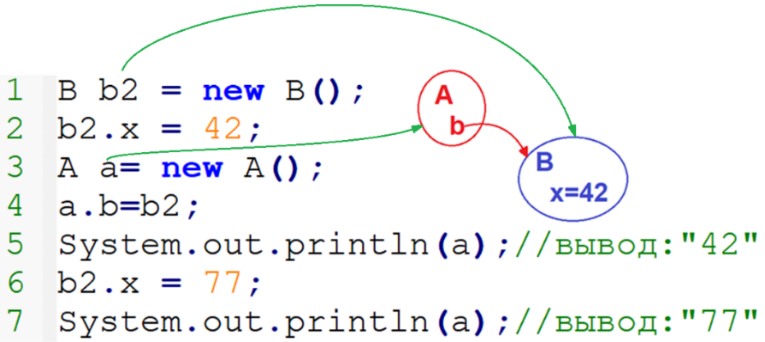 1 B b2 = new B();
2 b2.x = 42;
3 A a= new A();
4 a.b=b2;
5 System.out.println(a);//вывод:"42"
6 b2.x = 77;
7 System.out.println(a);//вывод:"77"
A
b
B
x=42